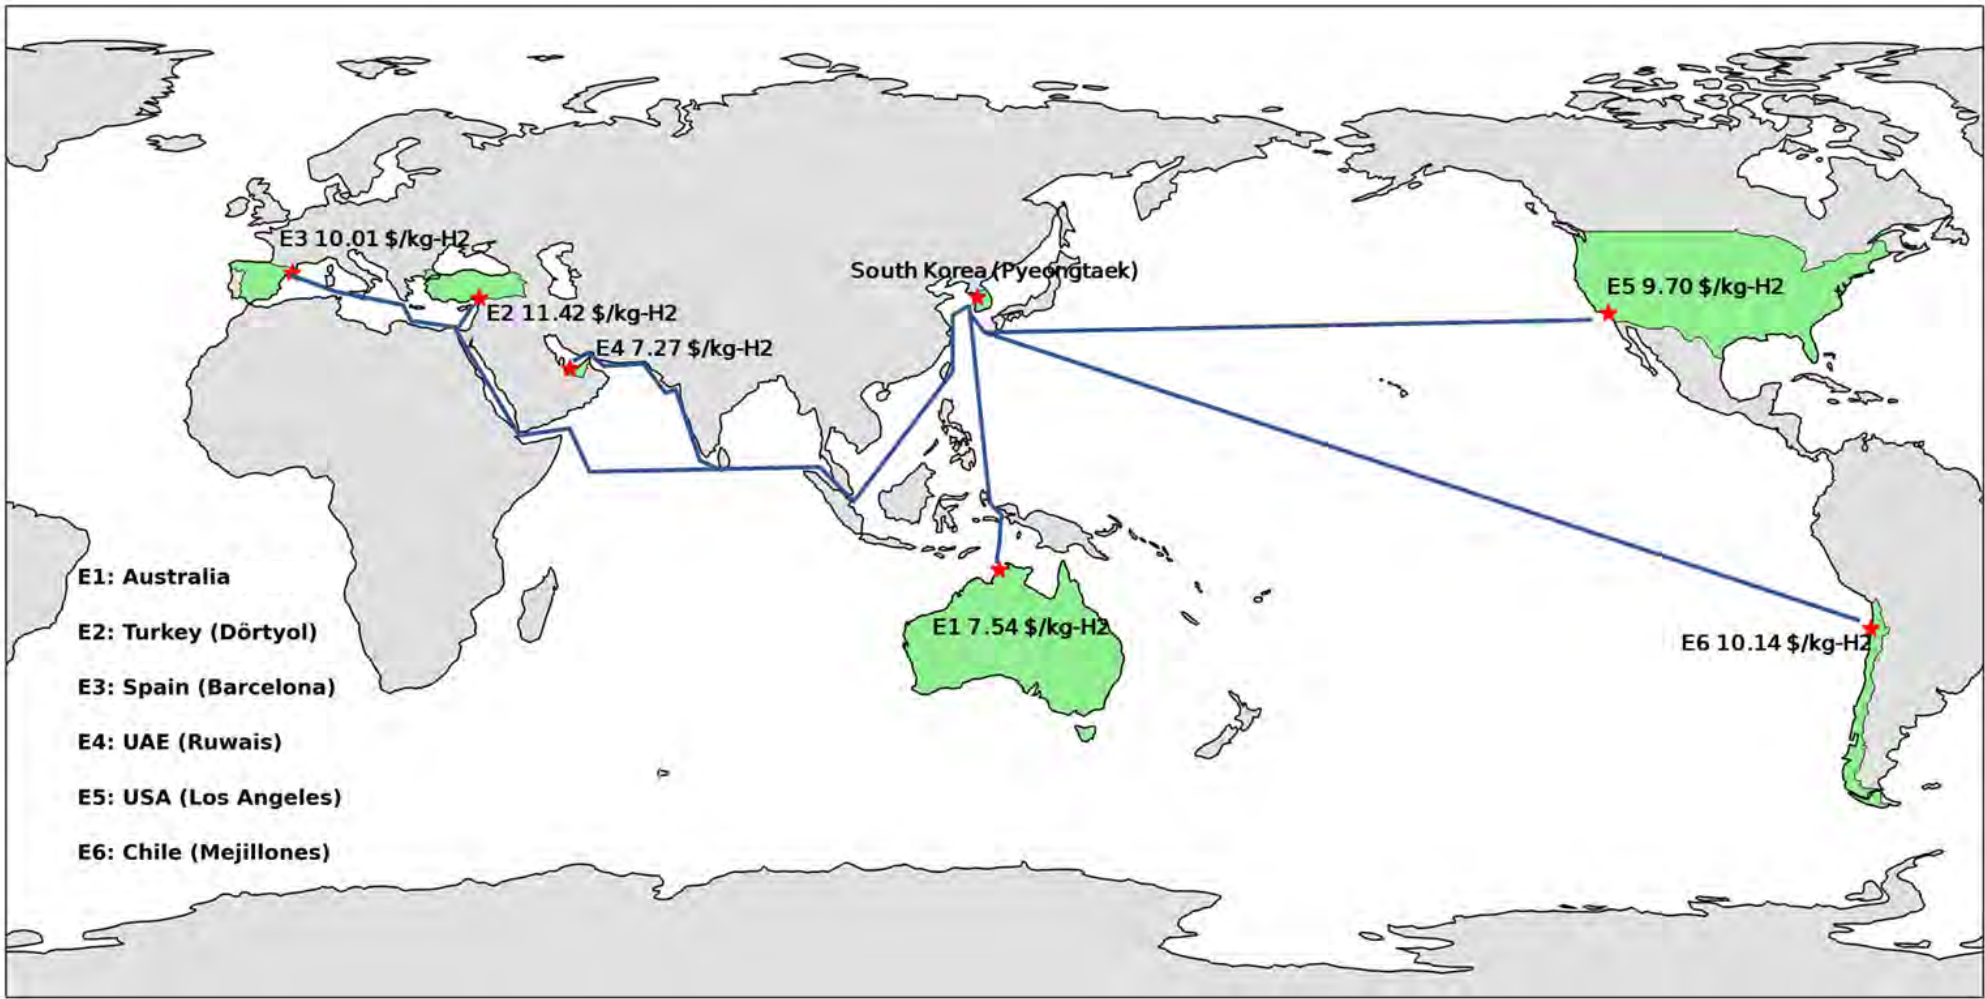 E3 10.01 $/kg-H2
South Korea (Pyeongtaek)
E5 9.70 $/kg-H2
E2 11.42 $/kg-H2
E4 7.27 $/kg-H2
E1 7.54 $/kg-H2
E6 10.14 $/kg-H2
E1: Australia
E2: Turkey (Dörtyol)
E3: Spain (Barcelona)
E4: UAE (Ruwais)
E5: USA (Los Angeles)
E6: Chile (Mejillones)